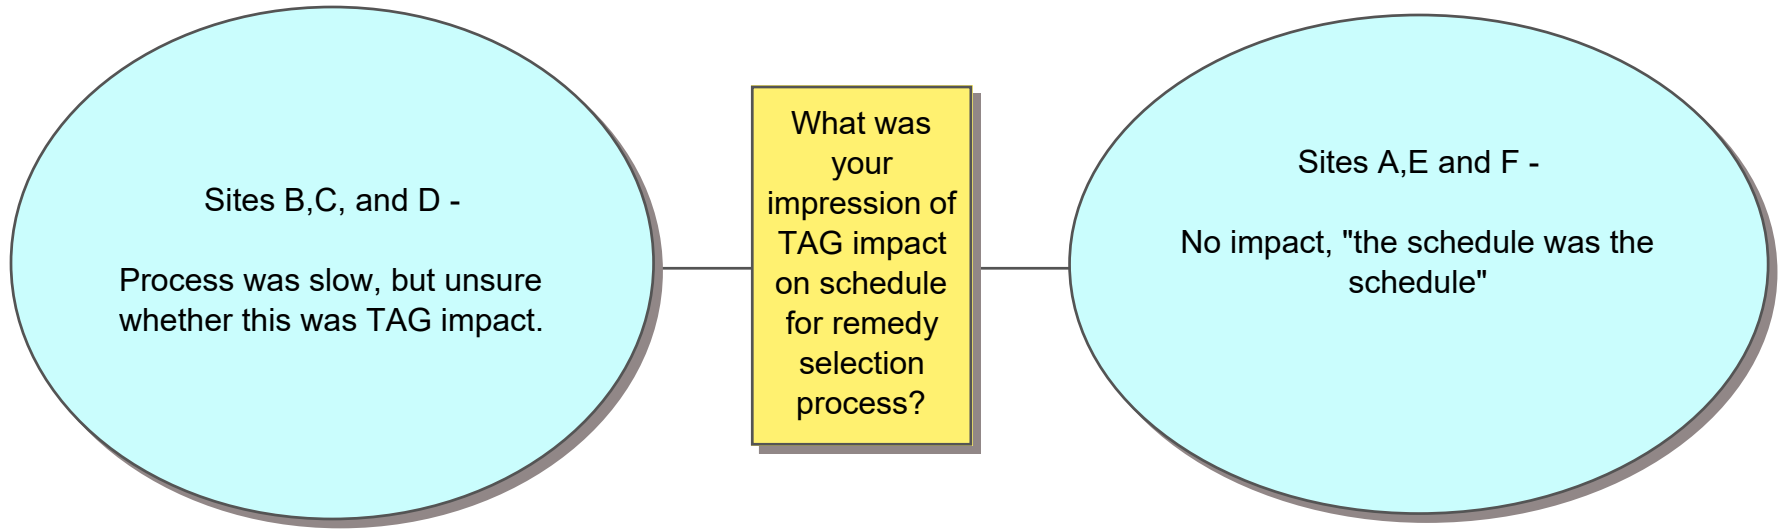 Sites B,C, and D -
Process was slow, but unsure
whether this was TAG impact.
What was
your
impression of
TAG impact
on schedule
for remedy
selection
process?
Sites A,E and F -
No impact, "the schedule was the
schedule"